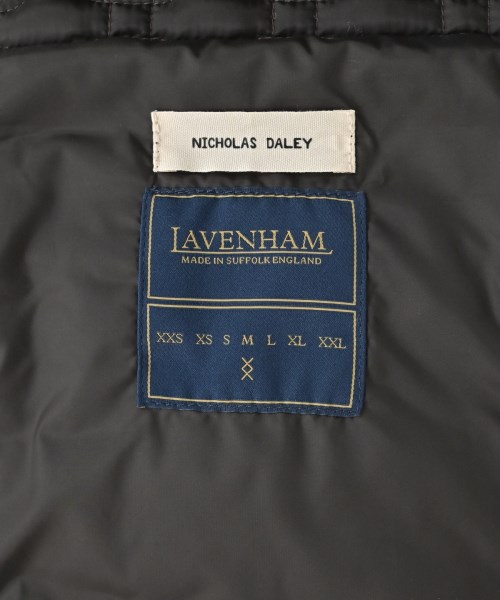 NICHOLAS DALEY
LAVENHAM
MADE IN SUFFOLK ENGLAND
XXS XS S M L XL XXL